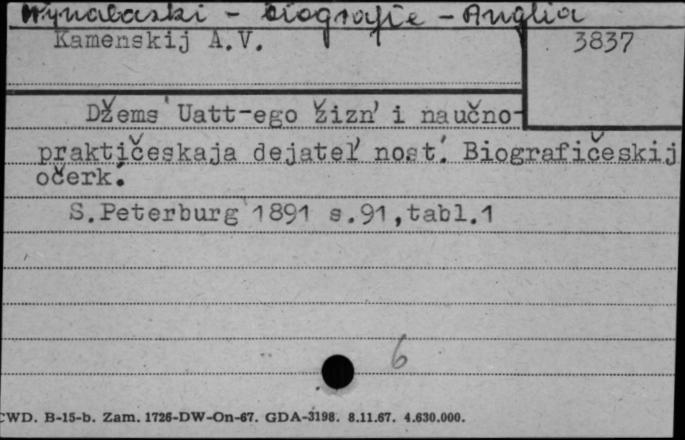 Wynalazki - biografie - Anglia
Kamenskij A.V.
3837
Džems Uatt-ego žizn' i naučno-
praktičeskaja dejatel'nost'. Biografičeskij
očerk.
S.Peterburg 1891 s.91,tabl.1
6
CWD. B-15-b. Zam. 1726-DW-On-67. GDA-3198. 8.11.67. 4.630.000.